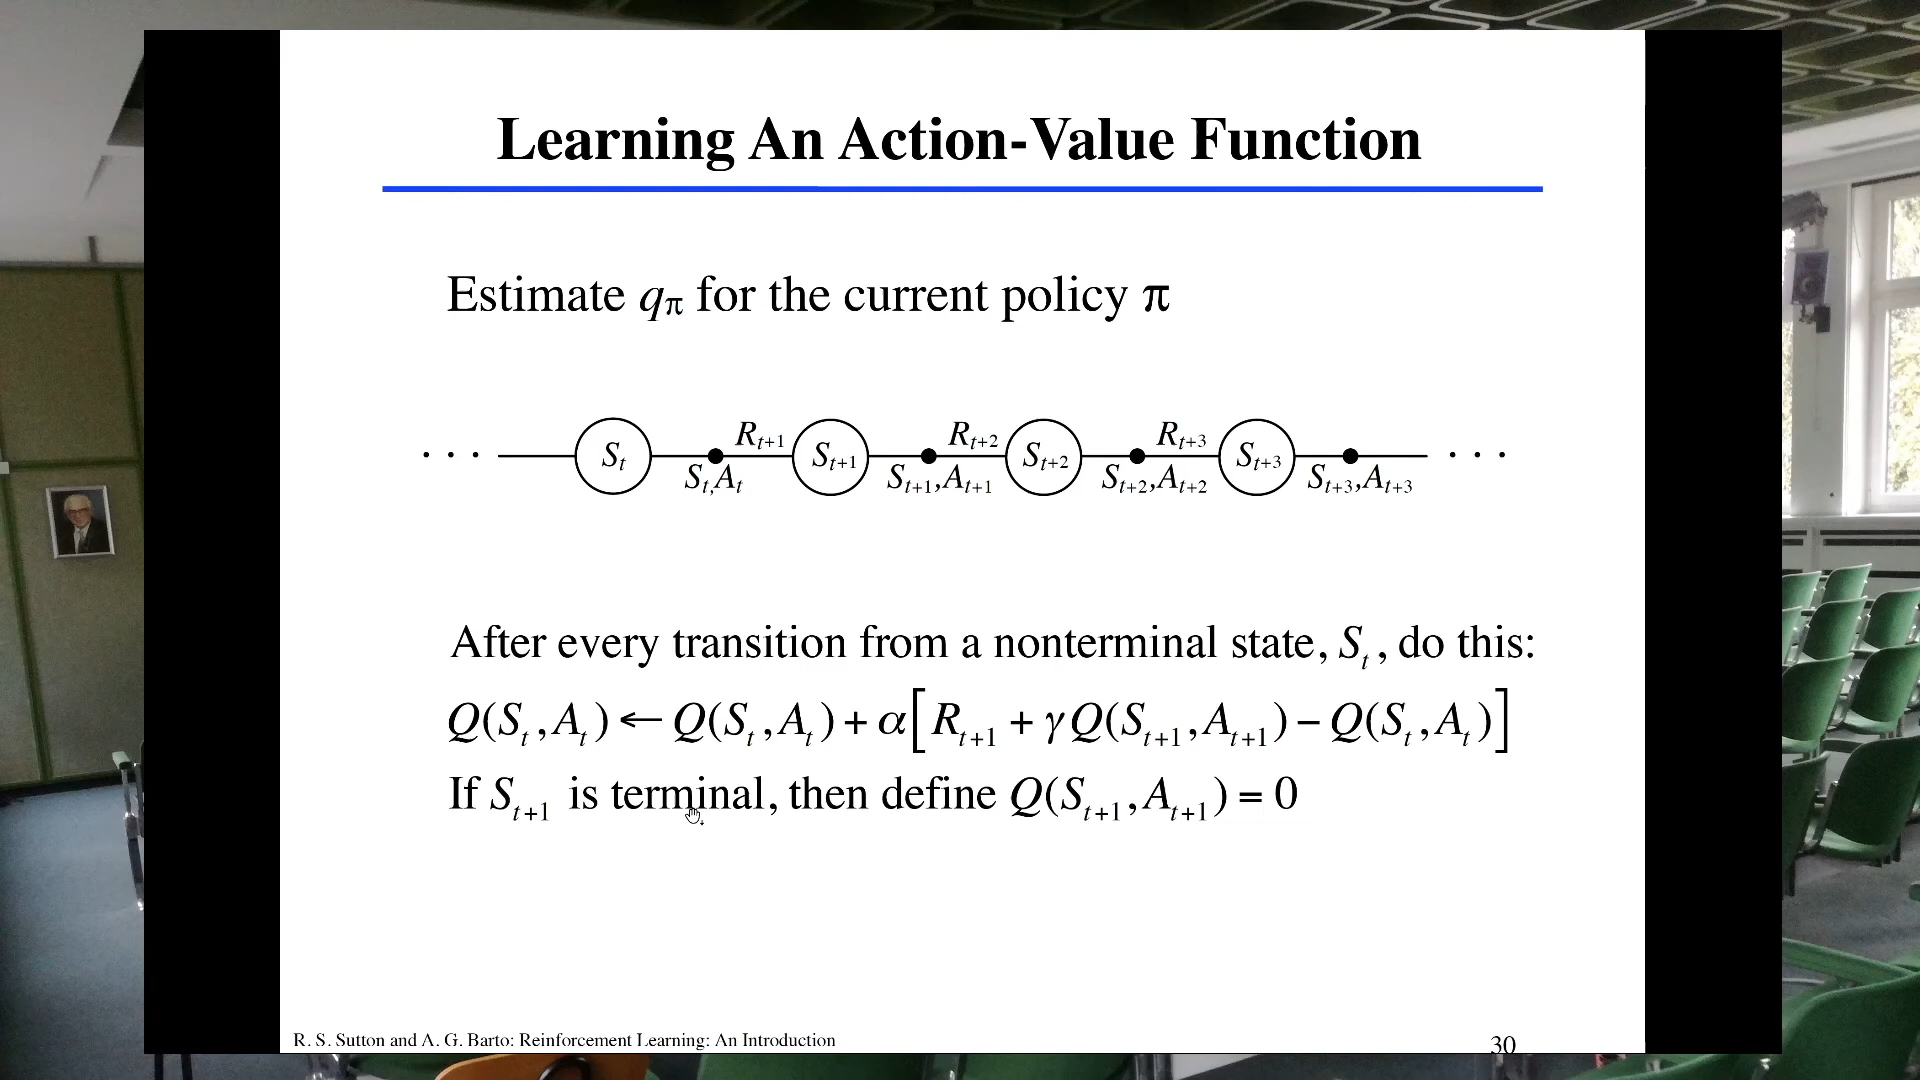 Learning An Action-Value Function
Estimate qπ for the current policy π
. . . St Rt+1 St+1 Rt+2 St+2 Rt+3 St+3 . . .
St,At St+1,At+1 St+2,At+2 St+3,At+3
After every transition from a nonterminal state, St, do this:
Q(St,At) ← Q(St,At) + α[Rt+1 + γQ(St+1,At+1) − Q(St,At)]
If St+1 is terminal, then define Q(St+1,At+1) = 0
R. S. Sutton and A. G. Barto: Reinforcement Learning: An Introduction
30